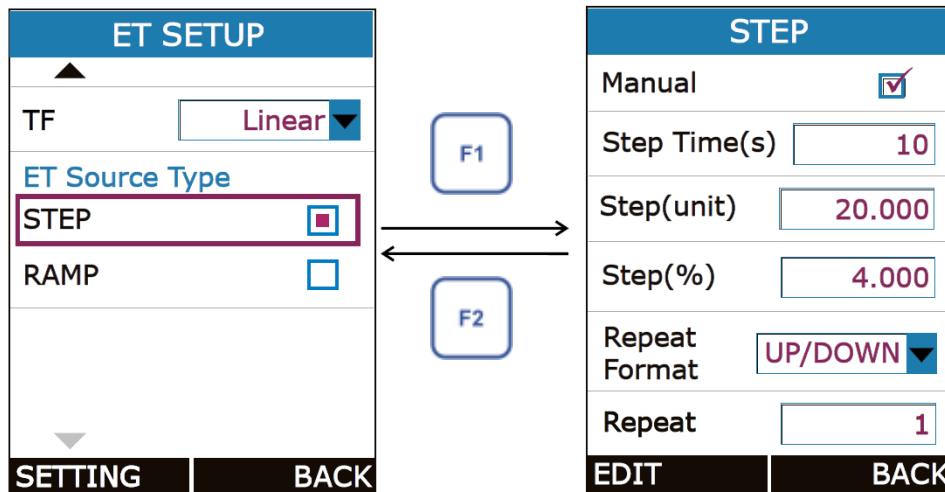 ET SETUP
TF Linear
ET Source Type
STEP
RAMP
SETTING BACK
F1
F2
STEP
Manual
Step Time(s) 10
Step(unit) 20.000
Step(%) 4.000
Repeat
Format
UP/DOWN
Repeat 1
EDIT BACK